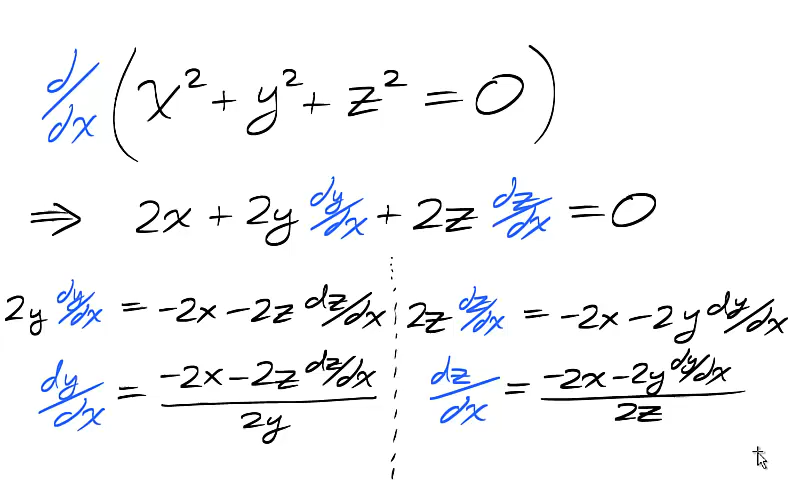 d/dx (x² + y² + z² = 0)
⇒ 2x + 2y dy/dx + 2z dz/dx = 0
2y dy/dx = -2x - 2z dz/dx
dy/dx = (-2x - 2z dz/dx)/2y
2z dz/dx = -2x - 2y dy/dx
dz/dx = (-2x - 2y dy/dx)/2z